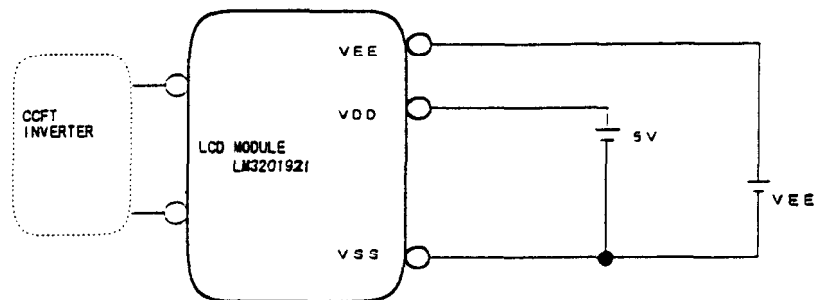 VEE
CCFT
INVERTER
VDD
LCD MODULE
LM3201921
5V
VEE
VSS